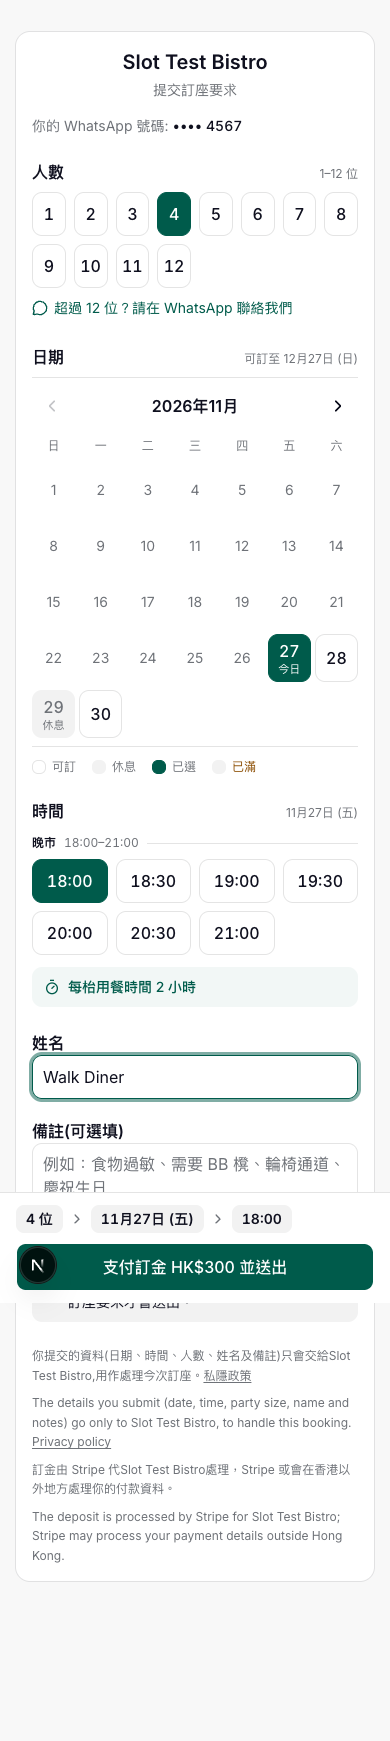 Slot Test Bistro
提交訂座要求
你的 WhatsApp 號碼: •••• 4567
人數 1–12 位
1 2 3 4 5 6 7 8
9 10 11 12
超過 12 位？請在 WhatsApp 聯絡我們
日期 可訂至 12月27日 (日)
2026年11月
日 一 二 三 四 五 六
1 2 3 4 5 6 7
8 9 10 11 12 13 14
15 16 17 18 19 20 21
22 23 24 25 26 27 28
今日
29 30
休息
可訂 休息 已選 已滿
時間 11月27日 (五)
晚市 18:00–21:00
18:00 18:30 19:00 19:30
20:00 20:30 21:00
每枱用餐時間 2 小時
姓名
Walk Diner
備註(可選填)
例如：食物過敏、需要 BB 櫈、輪椅通道、
慶祝生日
4 位 11月27日 (五) 18:00
N 支付訂金 HK$300 並送出
訂座要求才會送出。
你提交的資料(日期、時間、人數、姓名及備註)只會交給Slot
Test Bistro,用作處理今次訂座。私隱政策
The details you submit (date, time, party size, name and
notes) go only to Slot Test Bistro, to handle this booking.
Privacy policy
訂金由 Stripe 代Slot Test Bistro處理，Stripe 或會在香港以
外地方處理你的付款資料。
The deposit is processed by Stripe for Slot Test Bistro;
Stripe may process your payment details outside Hong
Kong.